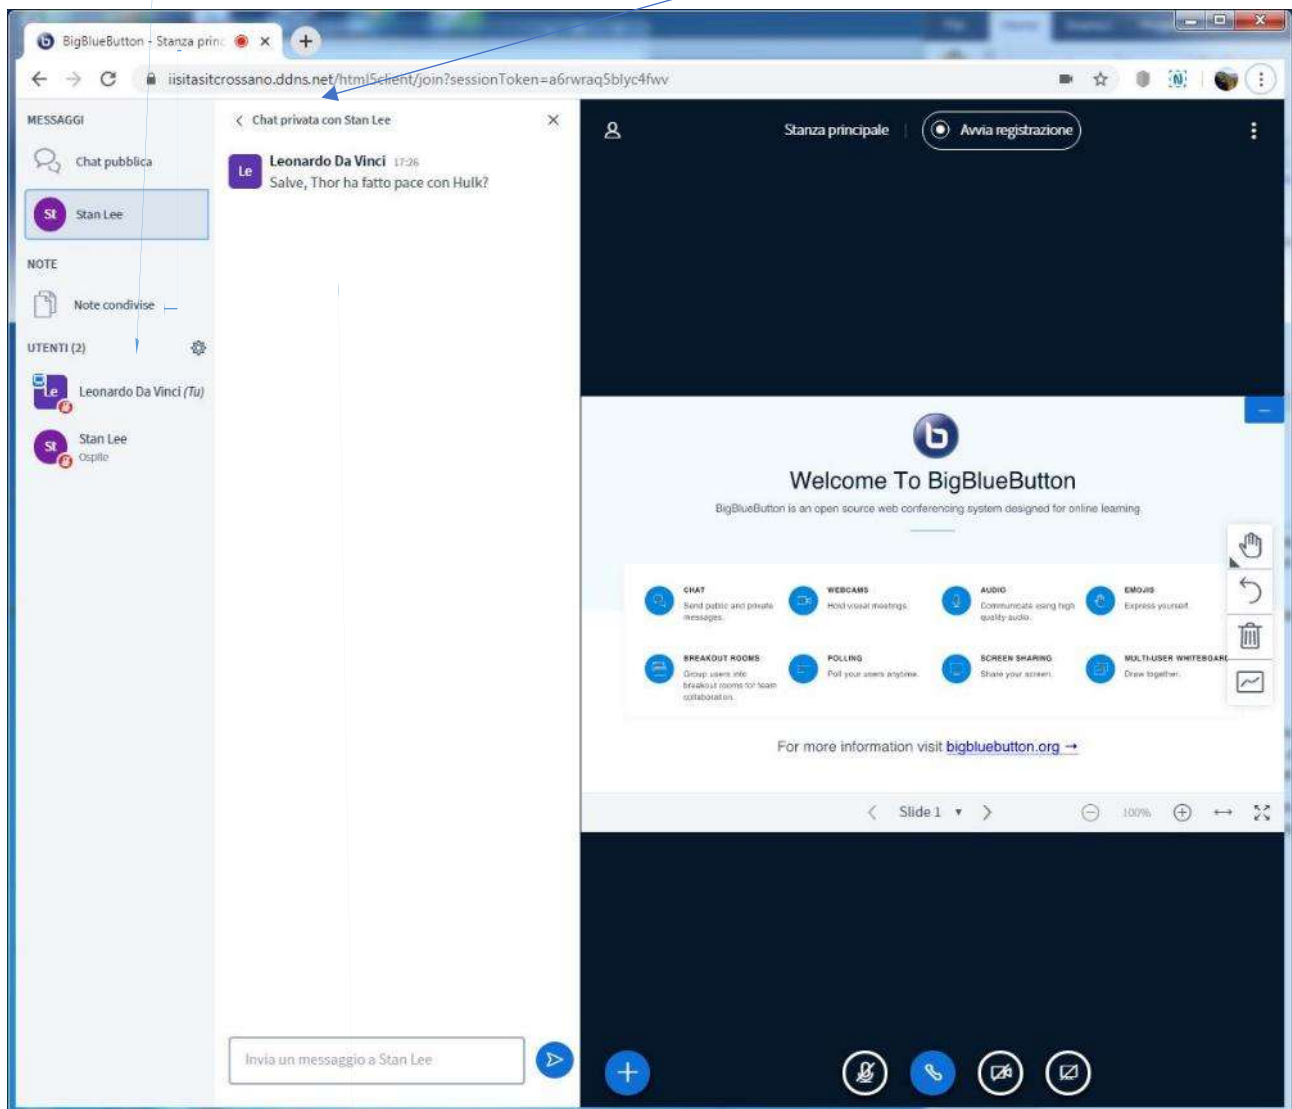 BigBlueButton - Stanza princ
iisitasitcrossano.ddns.net/html5client/join?sessionToken=a6rwraq5blyc4fwv
MESSAGGI
Chat pubblica
St Stan Lee
NOTE
Note condivise
UTENTI (2)
Le Leonardo Da Vinci (Tu)
St Stan Lee
Ospite
Chat privata con Stan Lee
Le Leonardo Da Vinci 17:26
Salve, Thor ha fatto pace con Hulk?
Invia un messaggio a Stan Lee
Stanza principale
Avvia registrazione
b
Welcome To BigBlueButton
BigBlueButton is an open source web conferencing system designed for online learning
CHAT
Send public and private
messages.
WEBCAMS
Hold visual meetings.
AUDIO
Communicate using high
quality audio.
EMOJIS
Express yourself.
BREAKOUT ROOMS
Group users into
breakout rooms for team
collaboration.
POLLING
Poll your users anytime.
SCREEN SHARING
Share your screen.
MULTI-USER WHITEBOARD
Draw together.
For more information visit bigbluebutton.org →
Slide 1
100%